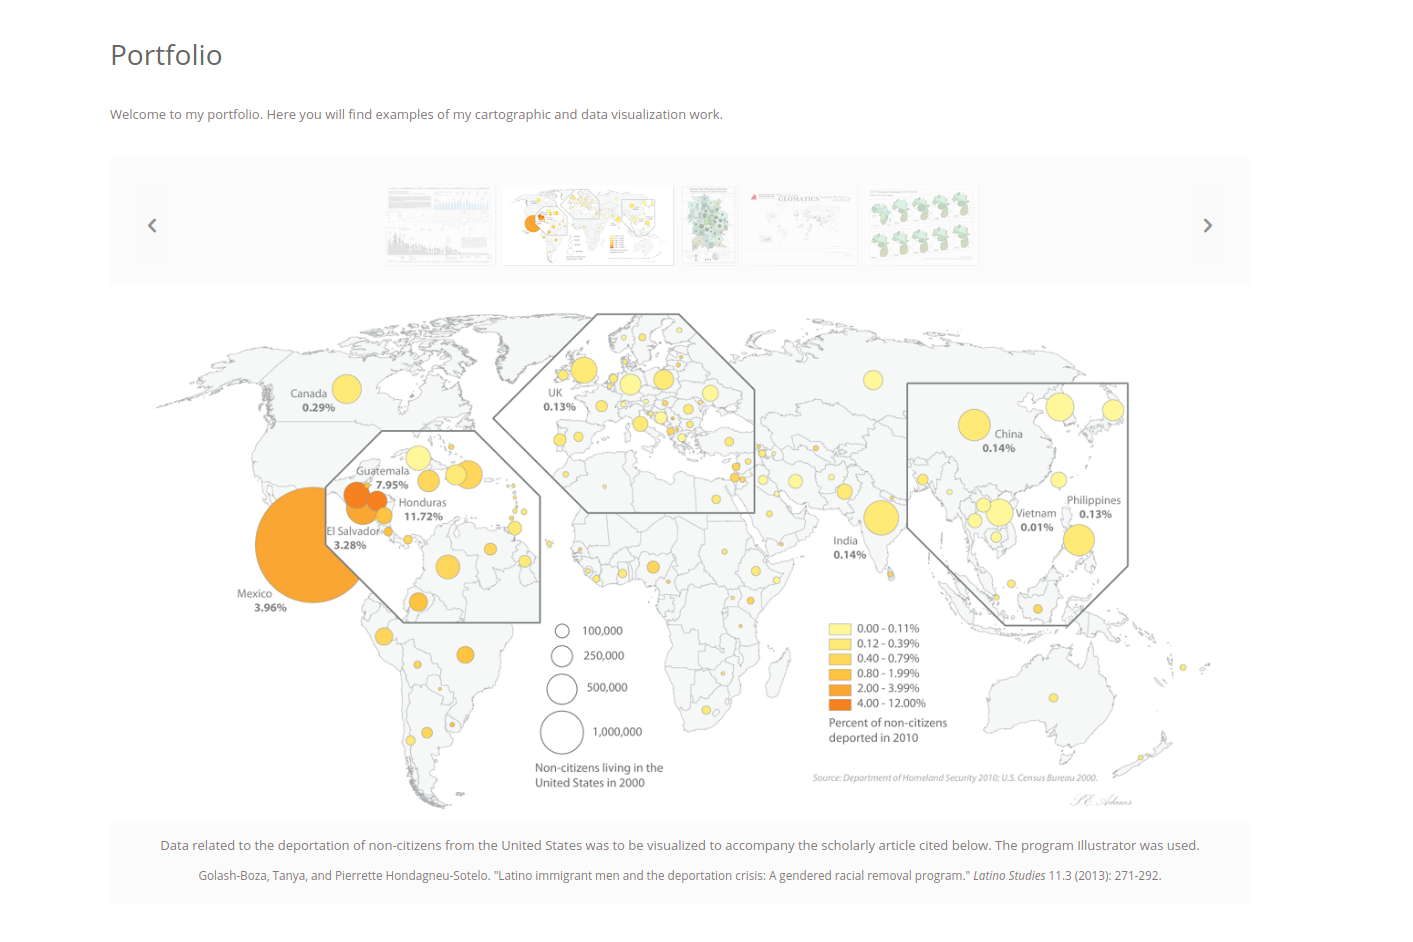 Portfolio
Welcome to my portfolio. Here you will find examples of my cartographic and data visualization work.
GEOMATICS
Canada
0.29%
UK
0.13%
China
0.14%
Guatemala
7.95%
Honduras
11.72%
El Salvador
3.28%
Philippines
0.13%
Vietnam
0.01%
India
0.14%
Mexico
3.96%
100,000
250,000
500,000
1,000,000
Non-citizens living in the
United States in 2000
0.00 - 0.11%
0.12 - 0.39%
0.40 - 0.79%
0.80 - 1.99%
2.00 - 3.99%
4.00 - 12.00%
Percent of non-citizens
deported in 2010
Source: Department of Homeland Security 2010; U.S. Census Bureau 2000.
S.E. Adams
Data related to the deportation of non-citizens from the United States was to be visualized to accompany the scholarly article cited below. The program Illustrator was used.
Golash-Boza, Tanya, and Pierrette Hondagneu-Sotelo. "Latino immigrant men and the deportation crisis: A gendered racial removal program." Latino Studies 11.3 (2013): 271-292.